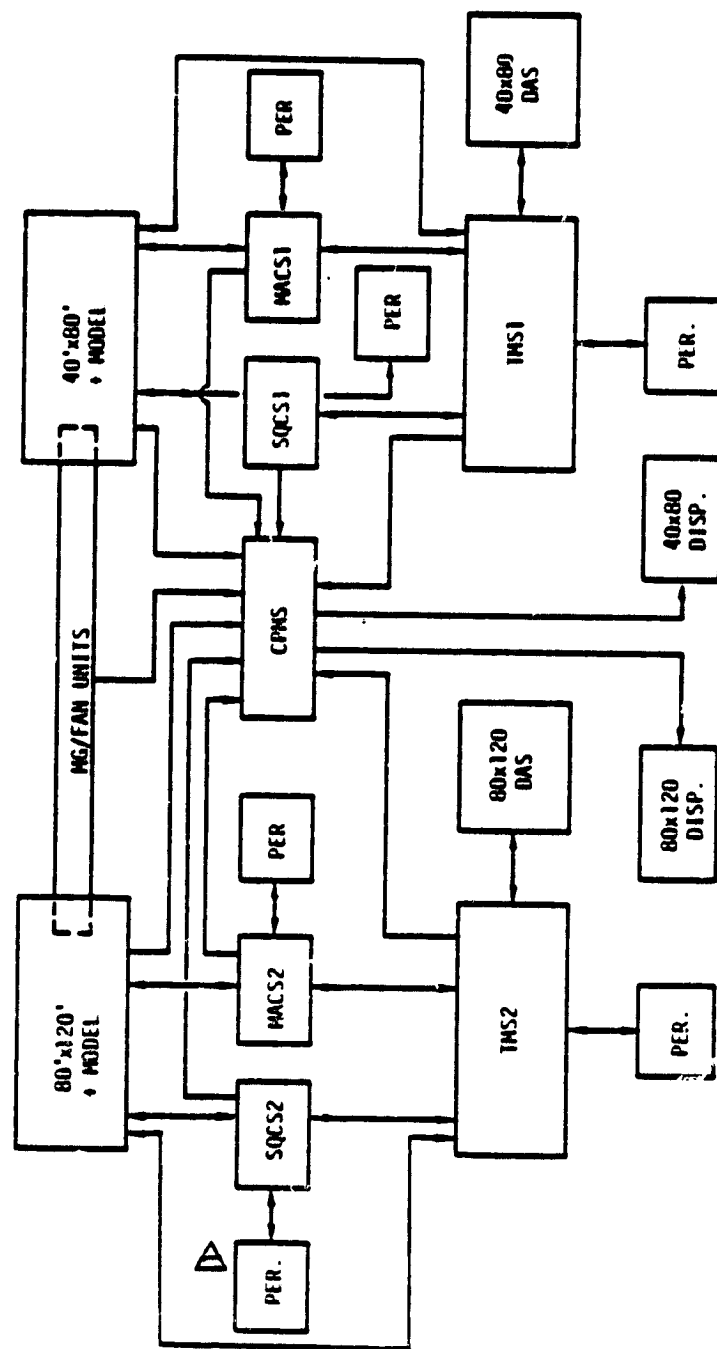 80'x120'
+ MODEL
MG/FAN UNITS
40'x80'
+ MODEL
PER.
SQCS2
MACS2
PER
CPMS
SQCS1
MACS1
PER
PER
TMS2
80x120
DAS
TMS1
40x80
DAS
PER.
80x120
DISP.
40x80
DISP.
PER.